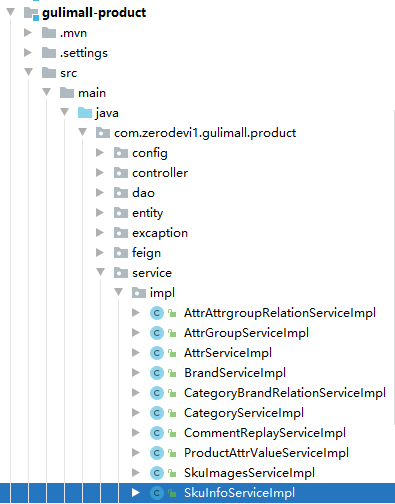 gulimall-product
.mvn
.settings
src
main
java
com.zerodevi1.gulimall.product
config
controller
dao
entity
excaption
feign
service
impl
AttrAttrgroupRelationServiceImpl
AttrGroupServiceImpl
AttrServiceImpl
BrandServiceImpl
CategoryBrandRelationServiceImpl
CategoryServiceImpl
CommentReplayServiceImpl
ProductAttrValueServiceImpl
SkuImagesServiceImpl
SkuInfoServiceImpl